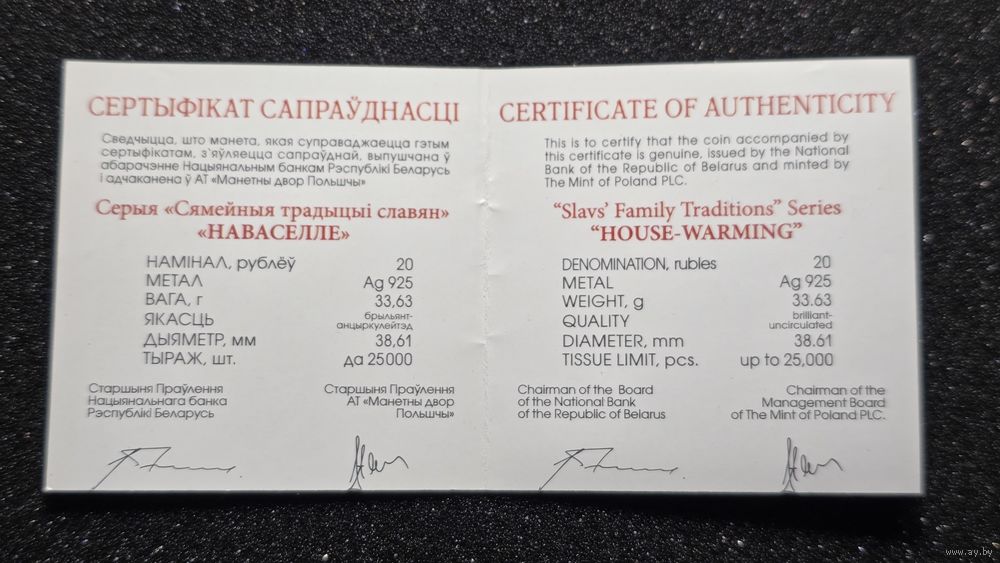 СЕРТЫФІКАТ САПРАЎДНАСЦІ
Сведчыцца, што манета, якая суправаджаецца гэтым
сертыфікатам, з'яўляецца сапраўднай, выпушчана ў
абарачэнне Нацыянальным банкам Рэспублікі Беларусь
і адчаканена ў АТ «Манетны двор Польшчы»
Серыя «Сямейныя традыцыі славян»
«НАВАСЕЛЛЕ»
НАМІНАЛ, рублёў 20
МЕТАЛ Ag 925
ВАГА, г 33,63
ЯКАСЦЬ брыльянт-
анцыркулейтэд
ДЫЯМЕТР, мм 38,61
ТЫРАЖ, шт. да 25000
Старшыня Праўлення
Нацыянальнага банка
Рэспублікі Беларусь
Старшыня Праўлення
АТ «Манетны двор
Польшчы»
CERTIFICATE OF AUTHENTICITY
This is to certify that the coin accompanied by
this certificate is genuine, issued by the National
Bank of the Republic of Belarus and minted by
The Mint of Poland PLC.
“Slavs’ Family Traditions” Series
“HOUSE-WARMING”
DENOMINATION, rubles 20
METAL Ag 925
WEIGHT, g 33.63
QUALITY brilliant-
uncirculated
DIAMETER, mm 38.61
TISSUE LIMIT, pcs. up to 25,000
Chairman of the Board
of the National Bank
of the Republic of Belarus
Chairman of the
Management Board
of The Mint of Poland PLC.
www.ay.by